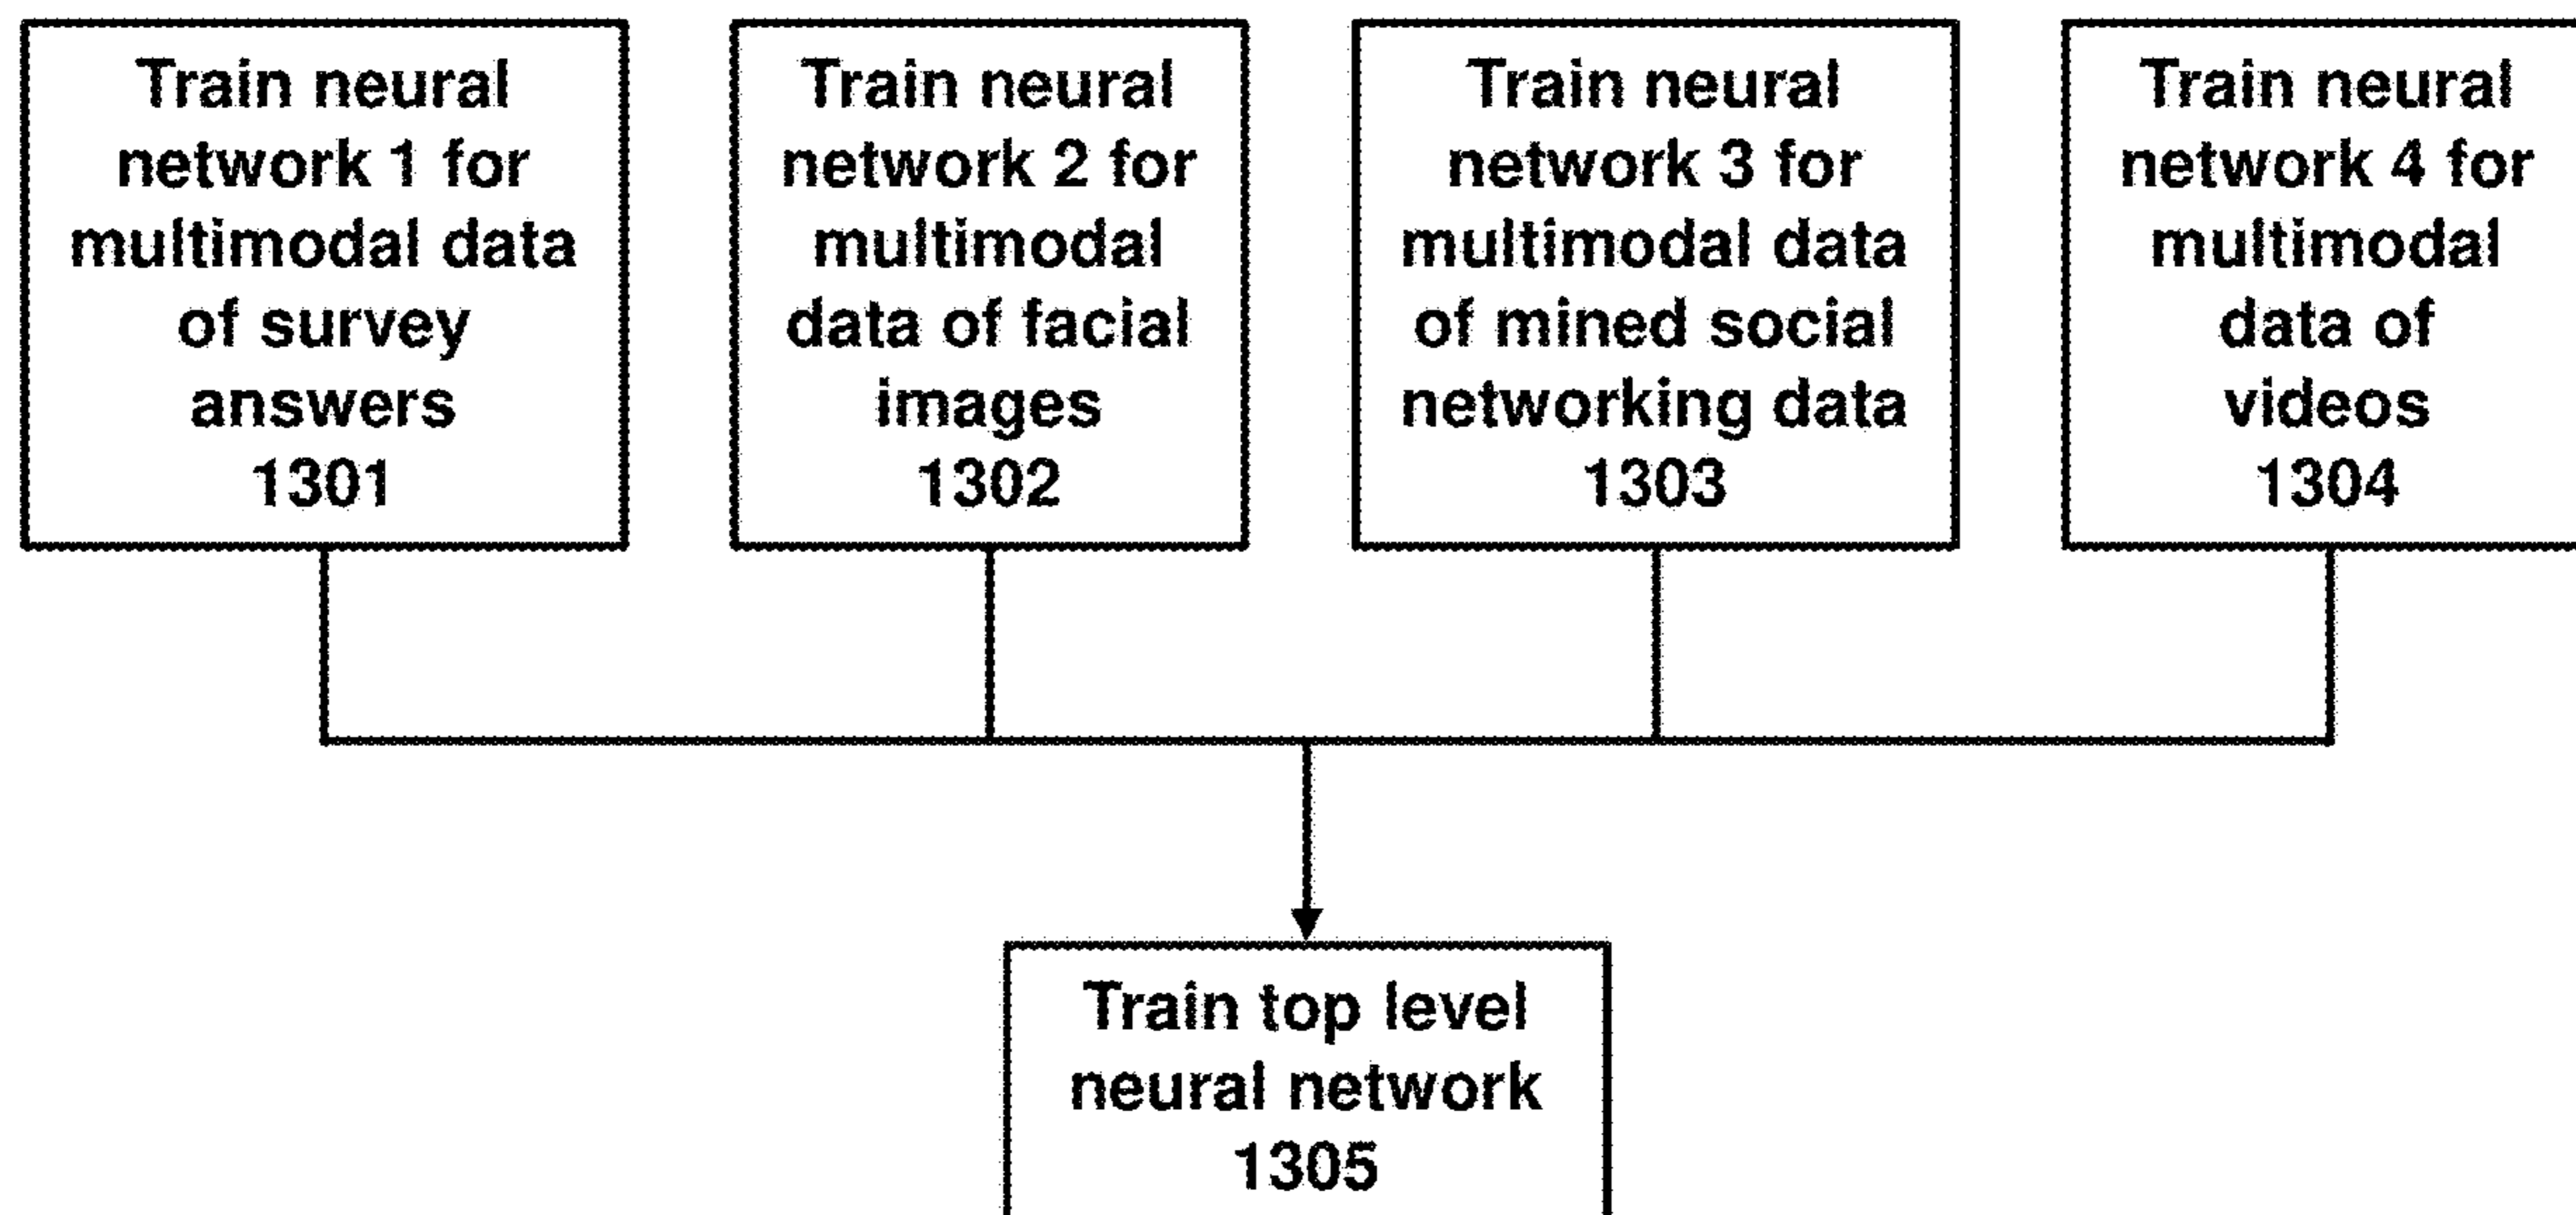 Train neural
network 1 for
multimodal data
of survey
answers
1301
Train neural
network 2 for
multimodal
data of facial
images
1302
Train neural
network 3 for
multimodal data
of mined social
networking data
1303
Train neural
network 4 for
multimodal
data of
videos
1304
Train top level
neural network
1305